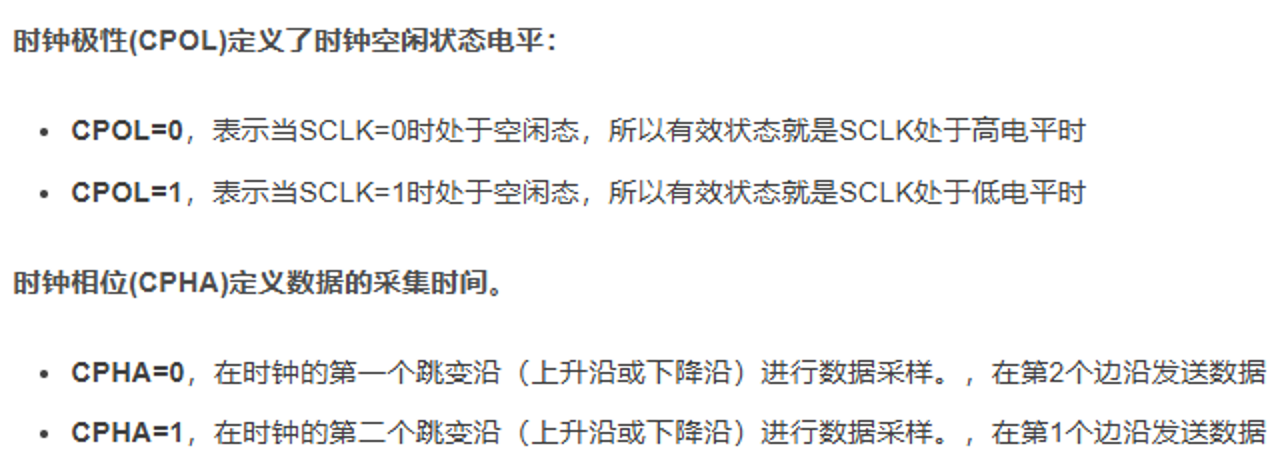 时钟极性(CPOL)定义了时钟空闲状态电平：
• CPOL=0，表示当SCLK=0时处于空闲态，所以有效状态就是SCLK处于高电平时
• CPOL=1，表示当SCLK=1时处于空闲态，所以有效状态就是SCLK处于低电平时
时钟相位(CPHA)定义数据的采集时间。
• CPHA=0，在时钟的第一个跳变沿（上升沿或下降沿）进行数据采样。，在第2个边沿发送数据
• CPHA=1，在时钟的第二个跳变沿（上升沿或下降沿）进行数据采样。，在第1个边沿发送数据